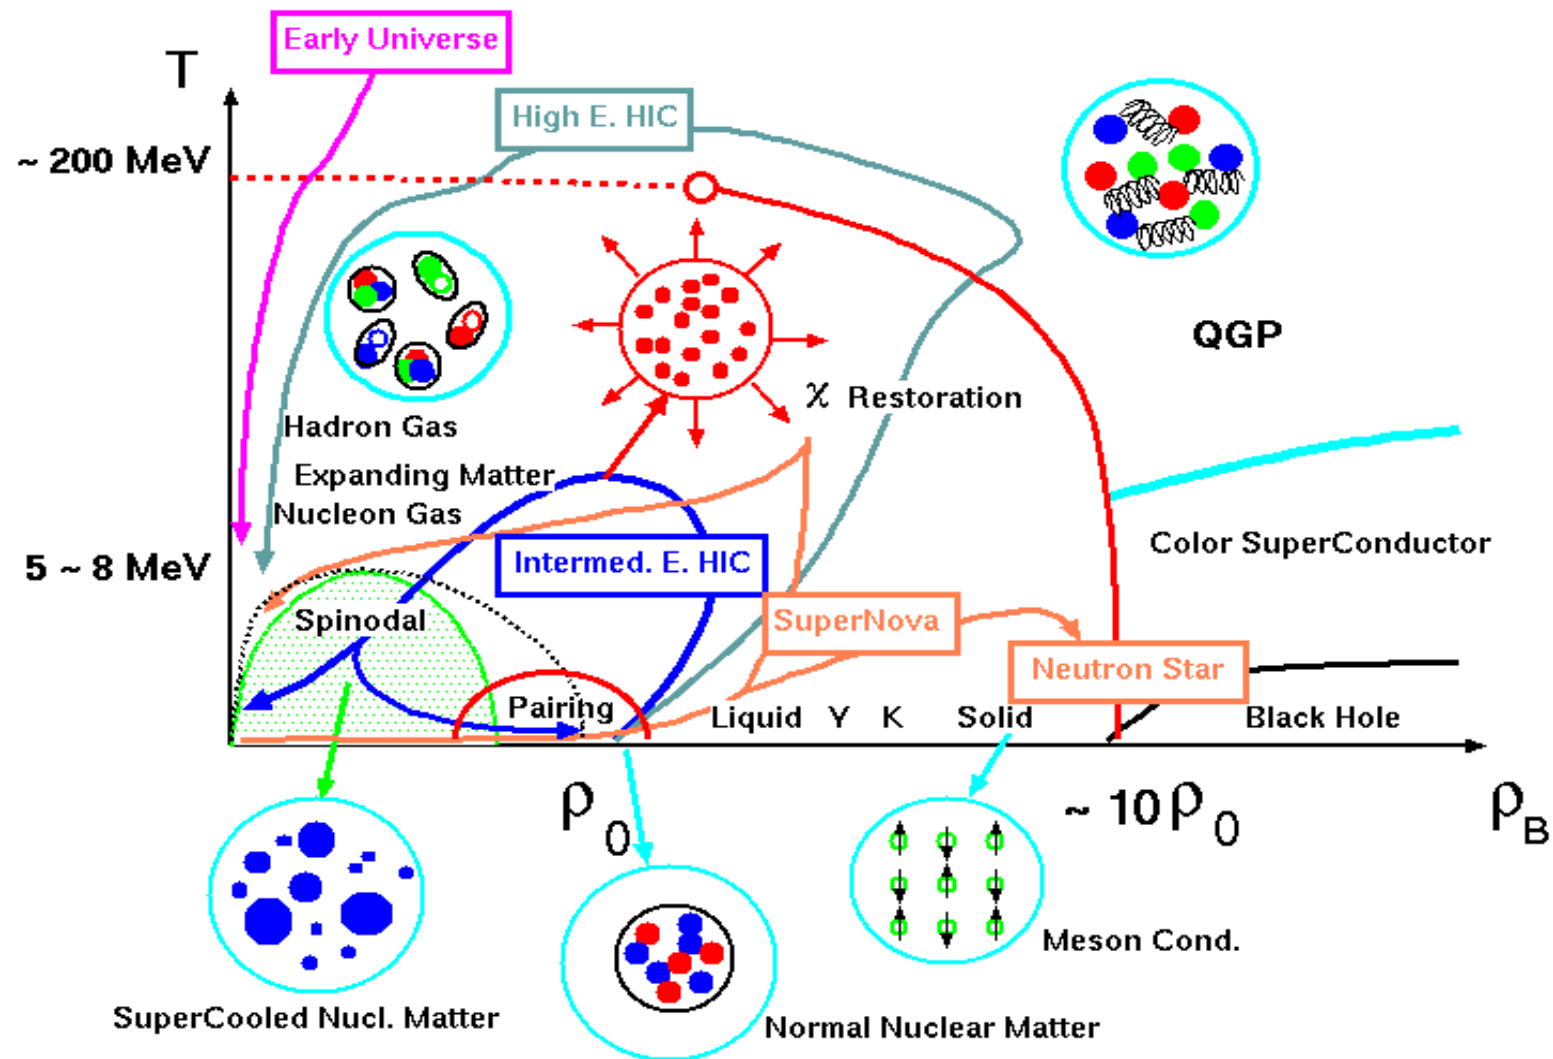 Early Universe
T
High E. HIC
~ 200 MeV
QGP
χ Restoration
Hadron Gas
Expanding Matter
Nucleon Gas
Color SuperConductor
Intermed. E. HIC
5 ~ 8 MeV
Spinodal
SuperNova
Neutron Star
Pairing
Liquid Y K Solid
Black Hole
ρ0
~ 10 ρ0
ρB
Meson Cond.
SuperCooled Nucl. Matter
Normal Nuclear Matter